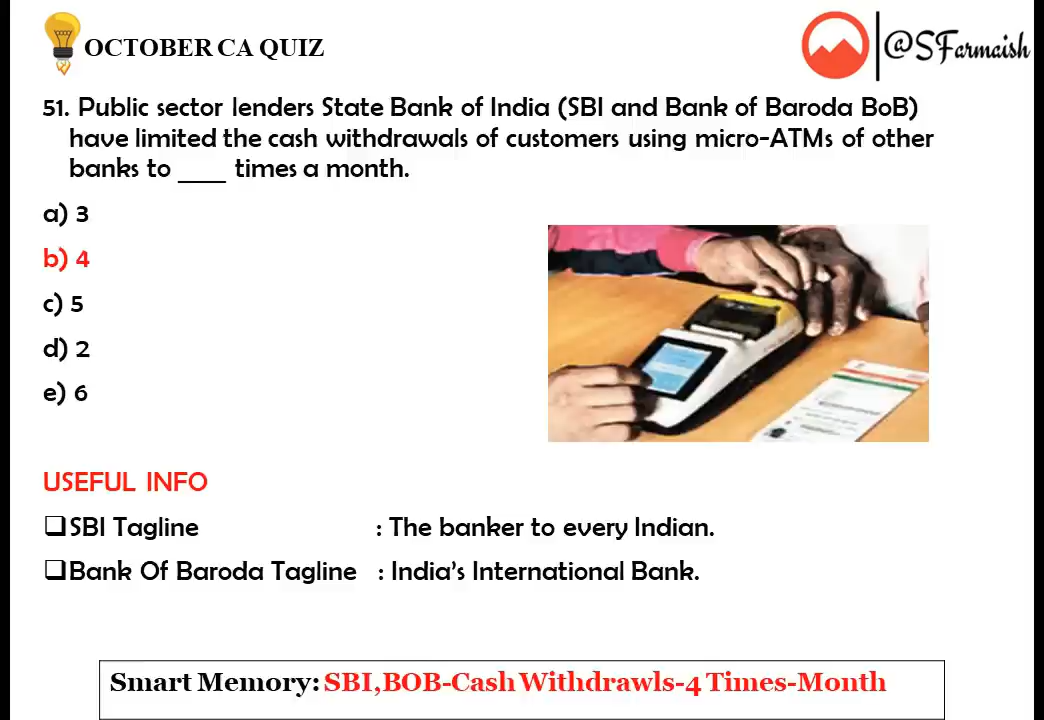 OCTOBER CA QUIZ
@SFarmaish
51. Public sector lenders State Bank of India (SBI and Bank of Baroda BoB)
have limited the cash withdrawals of customers using micro-ATMs of other
banks to ____ times a month.
a) 3
b) 4
c) 5
d) 2
e) 6
USEFUL INFO
❑SBI Tagline : The banker to every Indian.
❑Bank Of Baroda Tagline : India’s International Bank.
Smart Memory: SBI,BOB-Cash Withdrawls-4 Times-Month